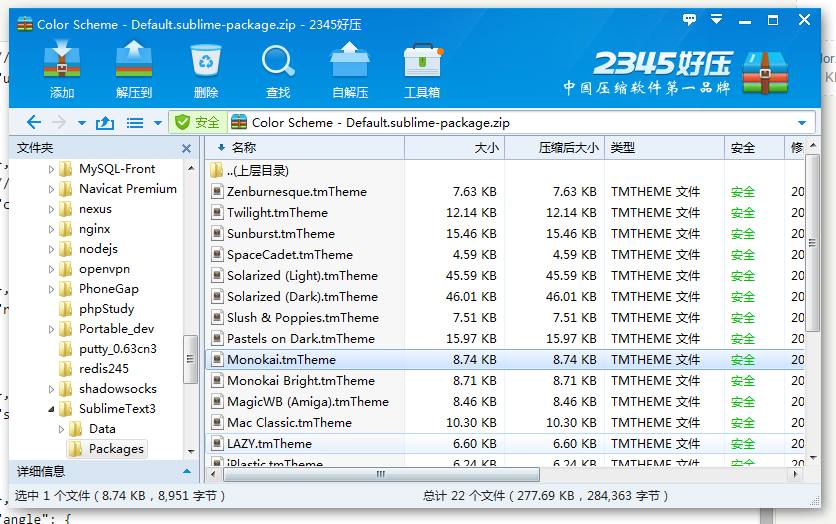 Color Scheme - Default.sublime-package.zip - 2345好压
添加
解压到
删除
查找
自解压
工具箱
2345好压
中国压缩软件第一品牌
安全
Color Scheme - Default.sublime-package.zip
文件夹
名称 大小 压缩后大小 类型 安全 修
MySQL-Front
Navicat Premium
nexus
nginx
nodejs
openvpn
PhoneGap
phpStudy
Portable_dev
putty_0.63cn3
redis245
shadowsocks
SublimeText3
Data
Packages
详细信息
..(上层目录)
Zenburnesque.tmTheme 7.63 KB 7.63 KB TMTHEME 文件 安全 20
Twilight.tmTheme 12.14 KB 12.14 KB TMTHEME 文件 安全 20
Sunburst.tmTheme 15.46 KB 15.46 KB TMTHEME 文件 安全 20
SpaceCadet.tmTheme 4.59 KB 4.59 KB TMTHEME 文件 安全 20
Solarized (Light).tmTheme 45.59 KB 45.59 KB TMTHEME 文件 安全 20
Solarized (Dark).tmTheme 46.01 KB 46.01 KB TMTHEME 文件 安全 20
Slush & Poppies.tmTheme 7.51 KB 7.51 KB TMTHEME 文件 安全 20
Pastels on Dark.tmTheme 15.97 KB 15.97 KB TMTHEME 文件 安全 20
Monokai.tmTheme 8.74 KB 8.74 KB TMTHEME 文件 安全 20
Monokai Bright.tmTheme 8.71 KB 8.71 KB TMTHEME 文件 安全 20
MagicWB (Amiga).tmTheme 8.46 KB 8.46 KB TMTHEME 文件 安全 20
Mac Classic.tmTheme 10.30 KB 10.30 KB TMTHEME 文件 安全 20
LAZY.tmTheme 6.60 KB 6.60 KB TMTHEME 文件 安全 20
iPlastic.tmTheme 6.24 KB 6.24 KB TMTHEME 文件 安全 20
选中 1 个文件 ( 8.74 KB , 8,951 字节 )
总计 22 个文件 ( 277.69 KB , 284,363 字节 )
"angle": {